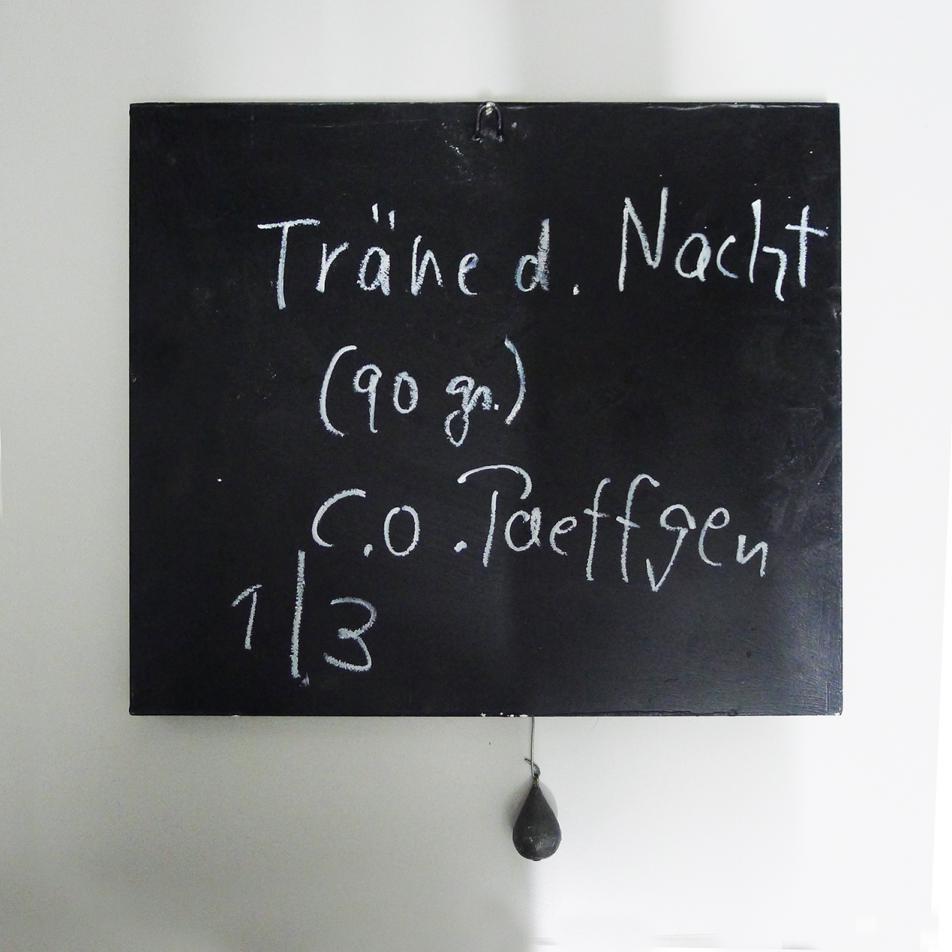 Träne d. Nacht
(90 gr.)
C.O. Paeffgen
1/3